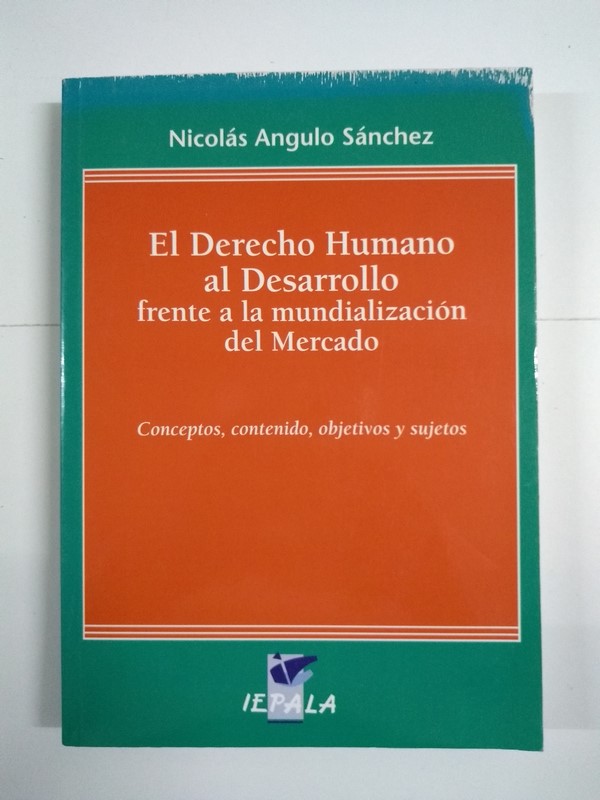 Nicolás Angulo Sánchez
El Derecho Humano
al Desarrollo
frente a la mundialización
del Mercado
Conceptos, contenido, objetivos y sujetos
IEPALA